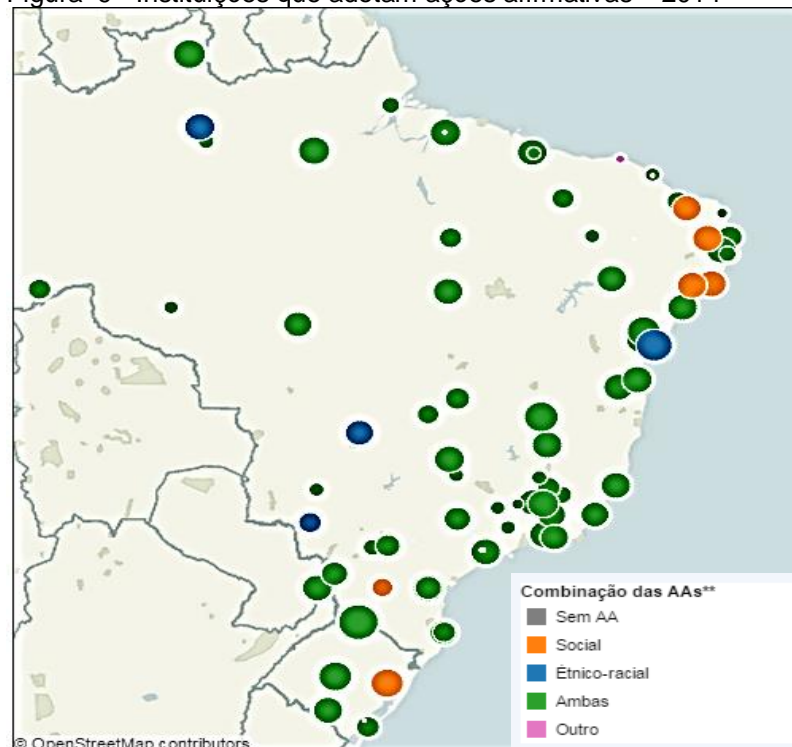 Combinação das AAs**
Sem AA
Social
Étnico-racial
Ambas
Outro
© OpenStreetMap contributors